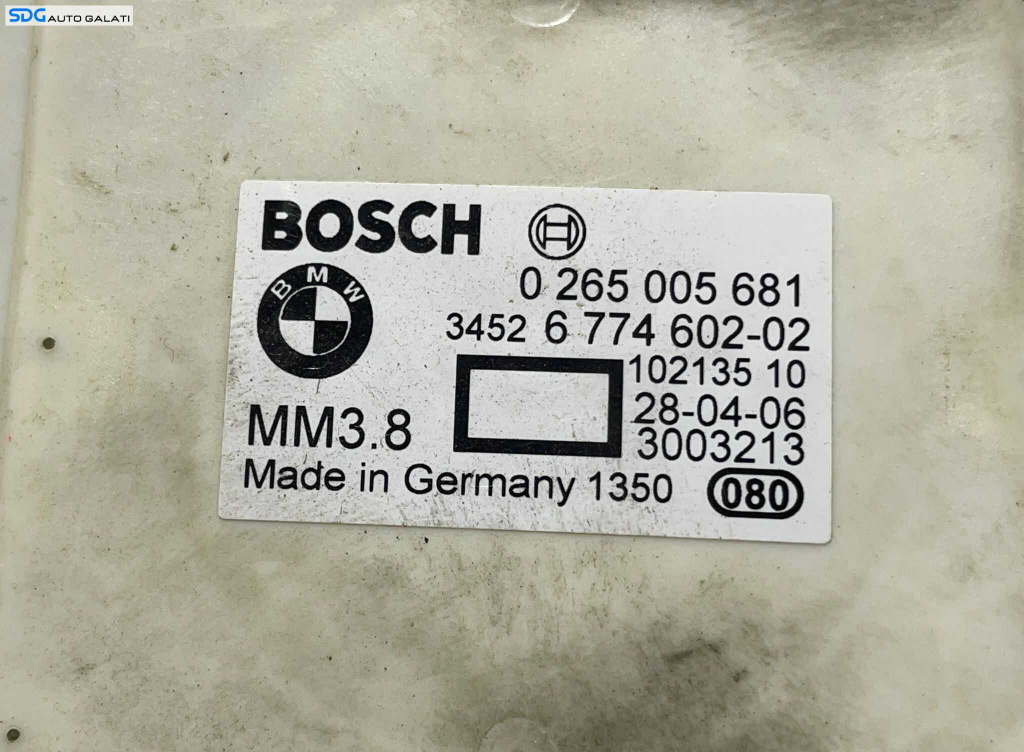 SDG AUTO GALATI
BOSCH
0 265 005 681
BMW
3452 6 774 602-02
102135 10
28-04-06
MM3.8
3003213
Made in Germany 1350
080